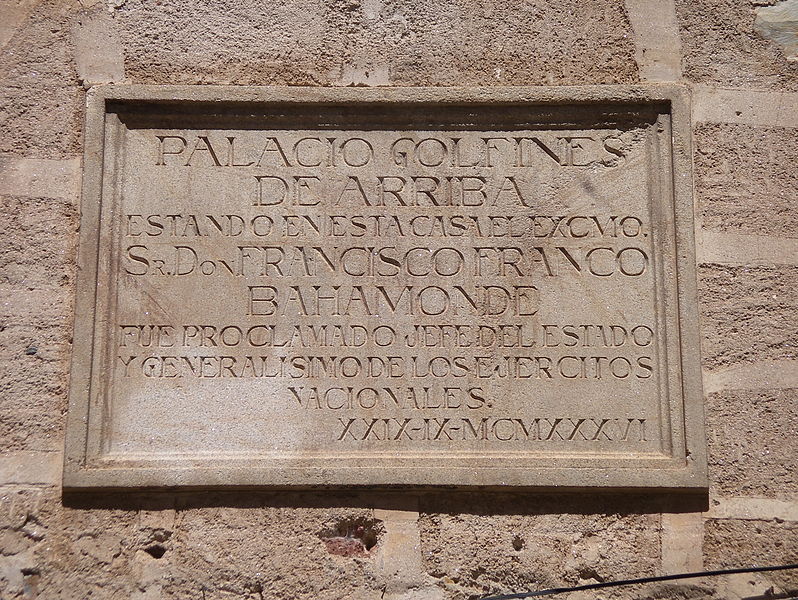 PALACIO GOLFINES
DE ARRIBA
ESTANDO EN ESTA CASA EL EXCMO.
SR. DON FRANCISCO FRANCO
BAHAMONDE
FUE PROCLAMADO JEFE DEL ESTADO
Y GENERALISIMO DE LOS EJERCITOS
NACIONALES.
XXIX-IX-MCMXXXVI